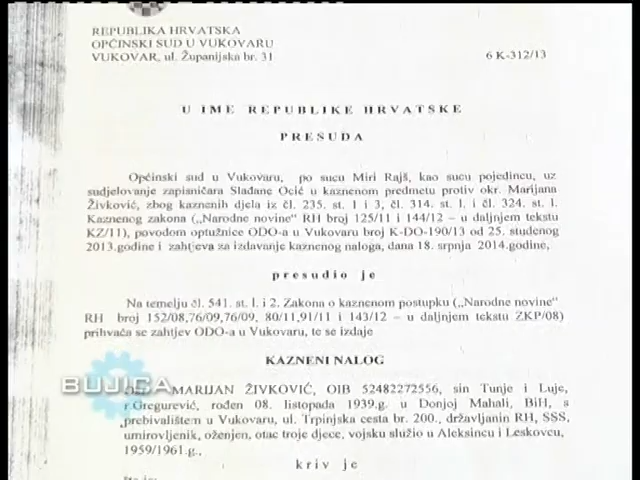 REPUBLIKA HRVATSKA
OPĆINSKI SUD U VUKOVARU
VUKOVAR, ul. Županijska br. 31
6 K-312/13
U IME REPUBLIKE HRVATSKE
PRESUDA
Općinski sud u Vukovaru, po sucu Miri Rajš, kao sucu pojedincu, uz
sudjelovanje zapisničara Slađane Ocić u kaznenom predmetu protiv okr. Marijana
Živković, zbog kaznenih djela iz čl. 235. st. 1 i 3, čl. 314. st. 1. i čl. 324. st. 1.
Kaznenog zakona („Narodne novine“ RH broj 125/11 i 144/12 – u daljnjem tekstu
KZ/11), povodom optužnice ODO-a u Vukovaru broj K-DO-190/13 od 25. studenog
2013.godine i zahtjeva za izdavanje kaznenog naloga, dana 18. srpnja 2014.godine,
presudio je
Na temelju čl. 541. st. 1. i 2. Zakona o kaznenom postupku („Narodne novine“
RH broj 152/08,76/09,76/09, 80/11,91/11 i 143/12 – u daljnjem tekstu ZKP/08)
prihvaća se zahtjev ODO-a u Vukovaru, te se izdaje
KAZNENI NALOG
BUJICA
MARIJAN ŽIVKOVIĆ, OIB 52482272556, sin Tunje i Luje,
r.Gregurević, rođen 08. listopada 1939.g. u Donjoj Mahali, BiH, s
prebivalištem u Vukovaru, ul. Trpinjska cesta br. 200., državljanin RH, SSS,
umirovljenik, oženjen, otac troje djece, vojsku služio u Aleksincu i Leskovcu,
1959/1961.g.,
kriv je